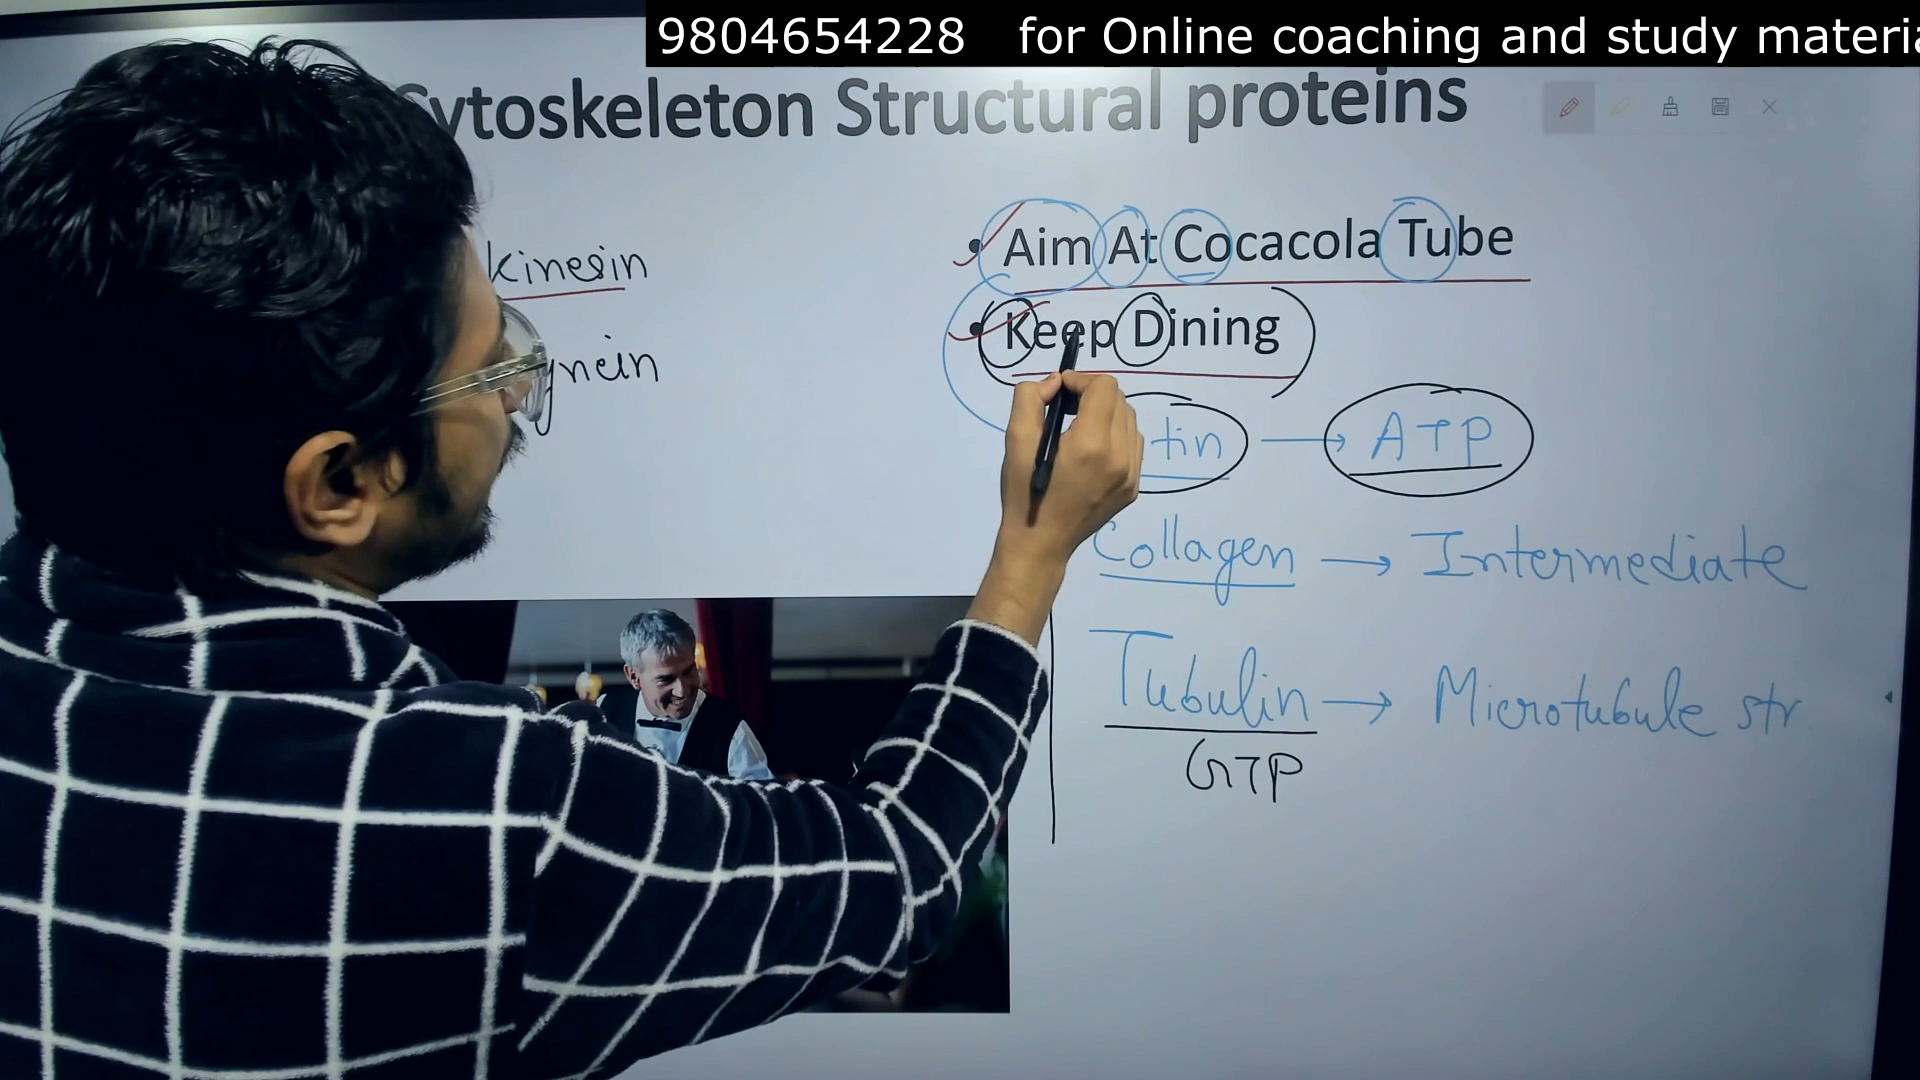 9804654228 for Online coaching and study materia
Cytoskeleton Structural proteins
Aim At Cocacola Tube
Keep Dining
kinesin
ynein
tin → ATP
Collagen → Intermediate
Tubulin → Microtubule str
GTP